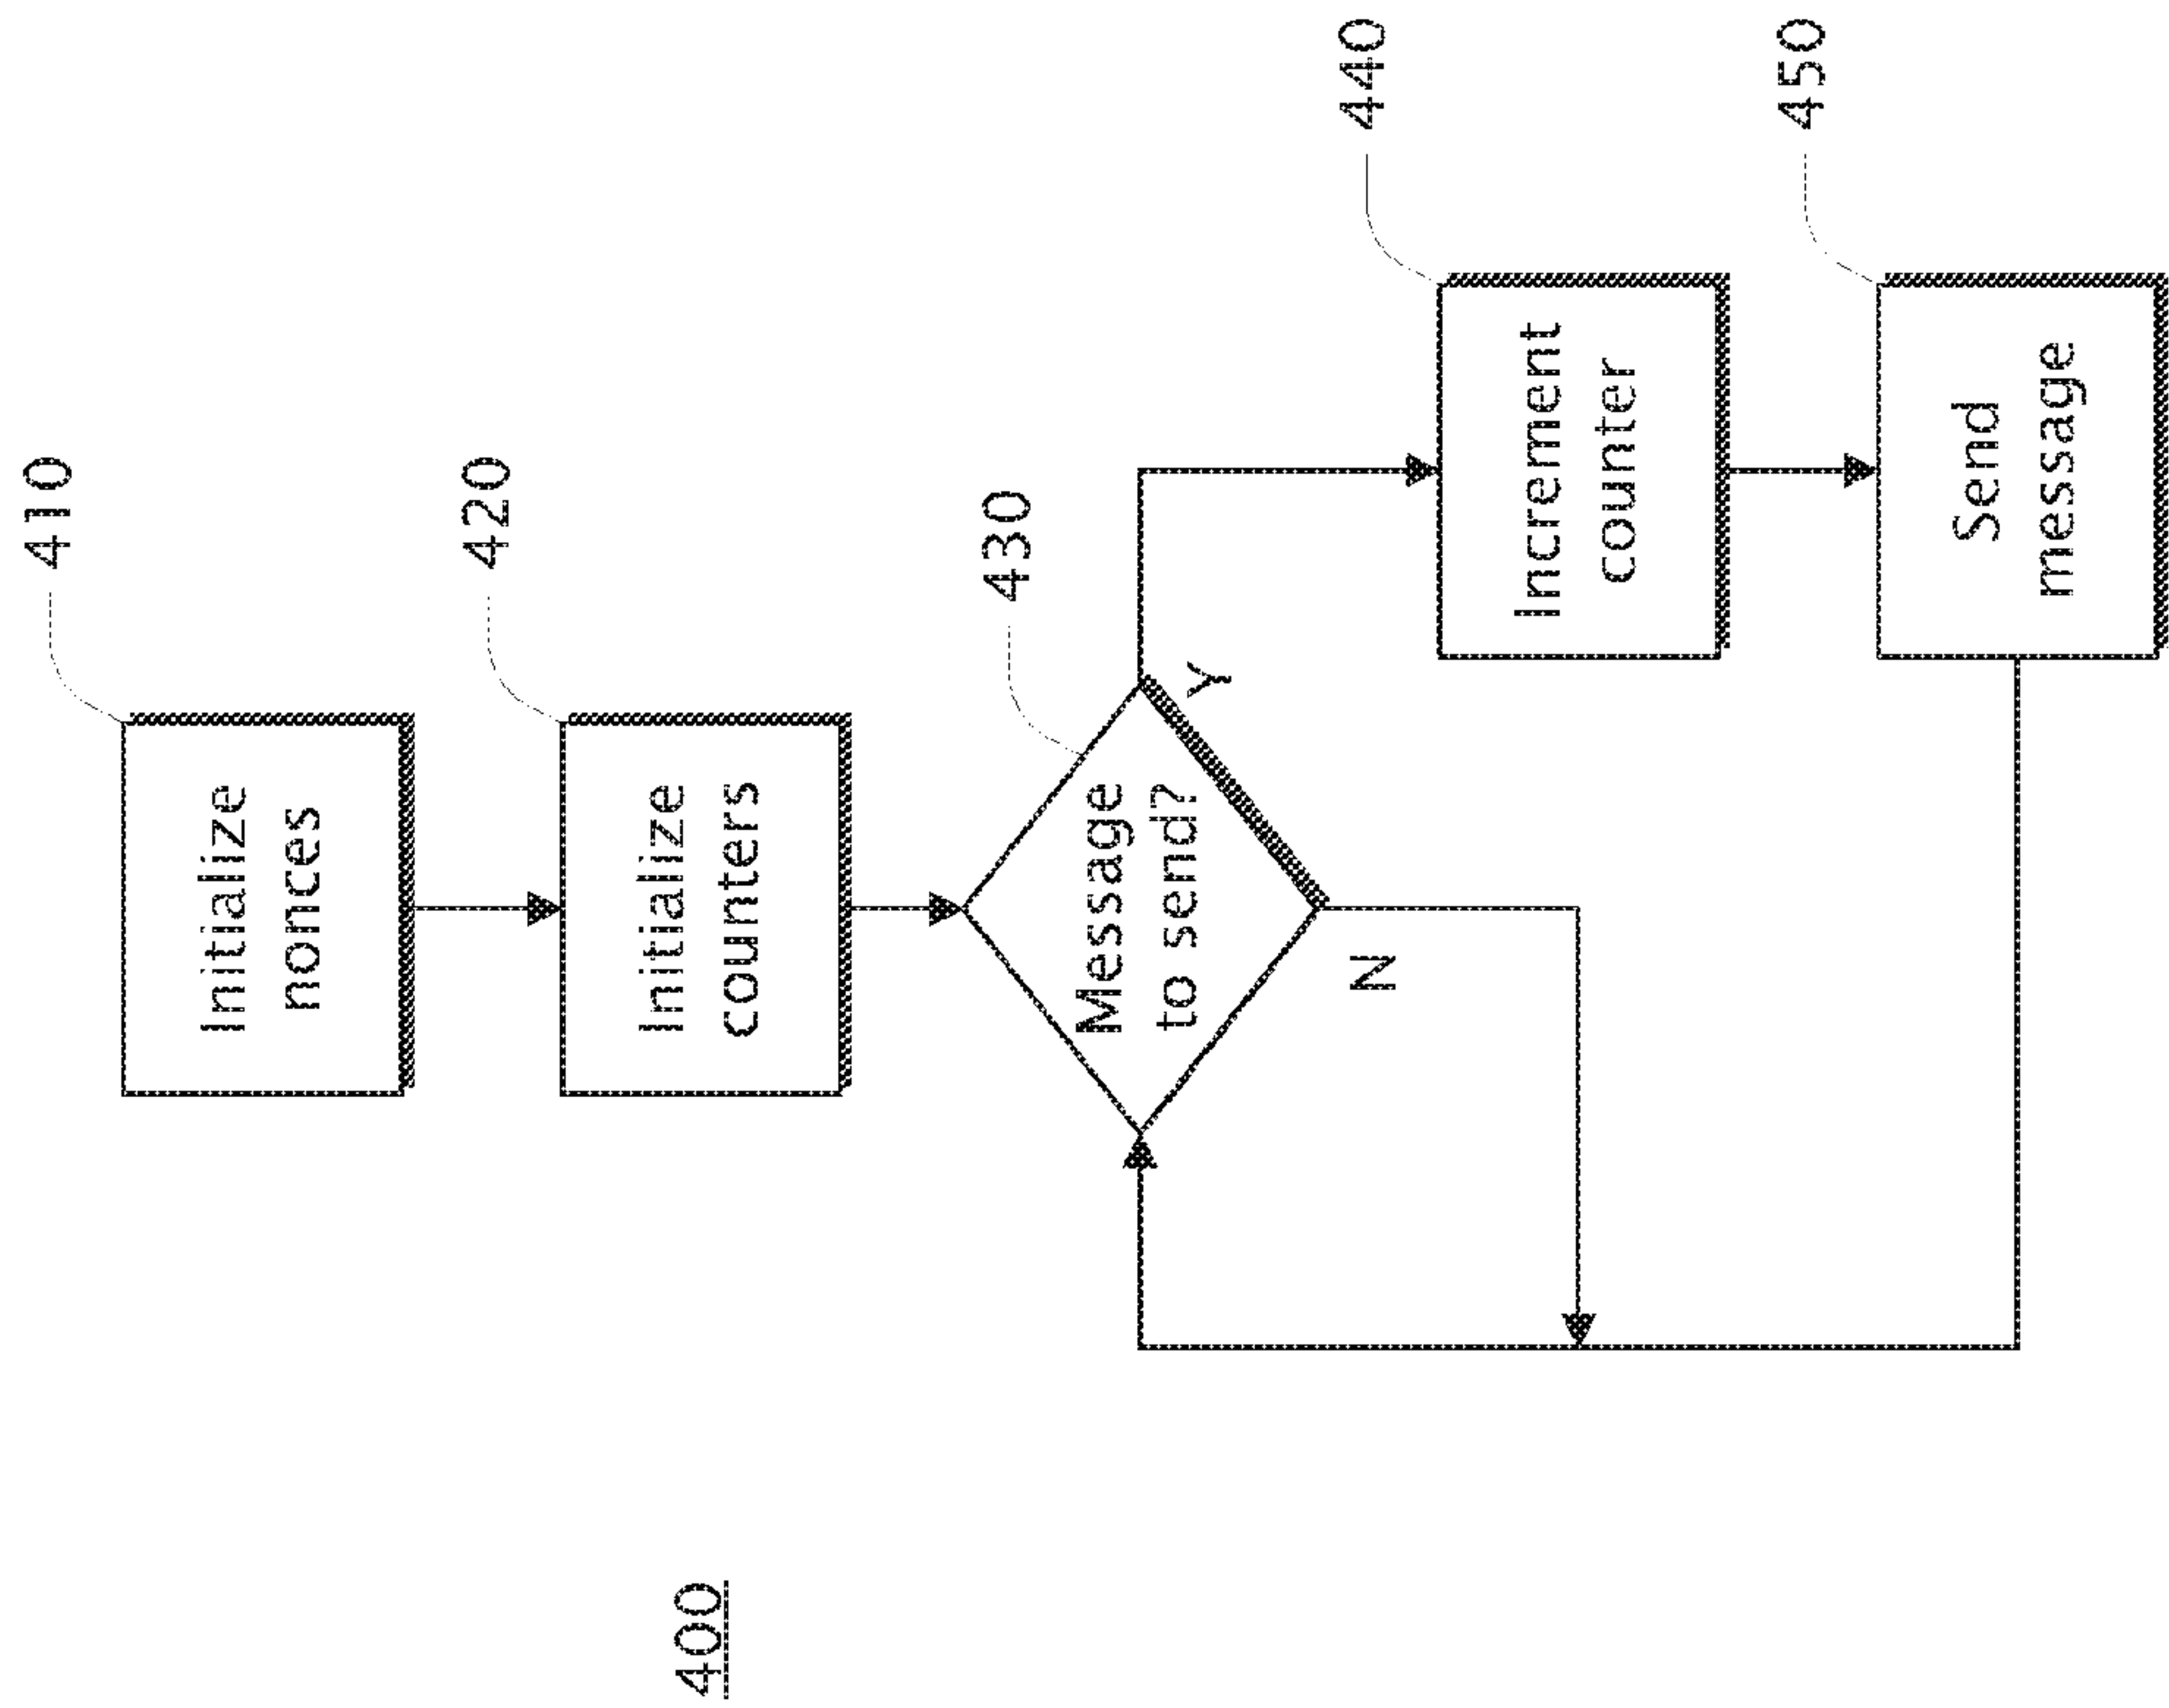 400
410
Initialize
nonces
420
Initialize
counters
430
Message
to send?
Y
N
440
Increment
counter
450
Send
message